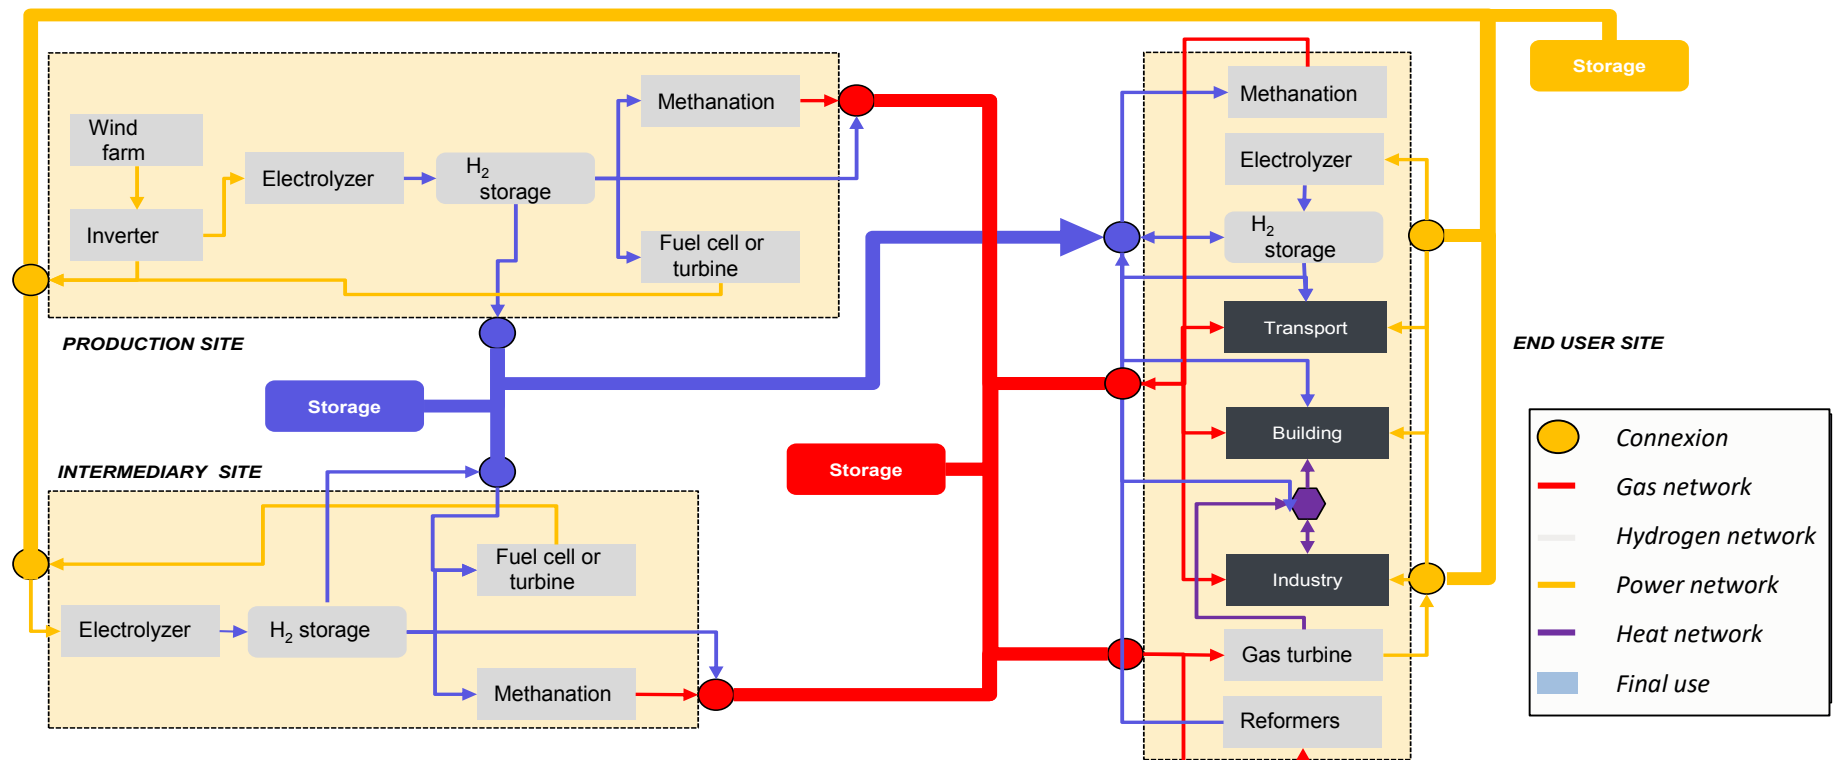 Storage
Methanation
Wind
farm
Electrolyzer
H2
storage
Inverter
Fuel cell or
turbine
PRODUCTION SITE
Storage
INTERMEDIARY SITE
Fuel cell or
turbine
Electrolyzer
H2 storage
Methanation
Storage
Methanation
Electrolyzer
H2
storage
Transport
Building
Industry
Gas turbine
Reformers
END USER SITE
Connexion
Gas network
Hydrogen network
Power network
Heat network
Final use